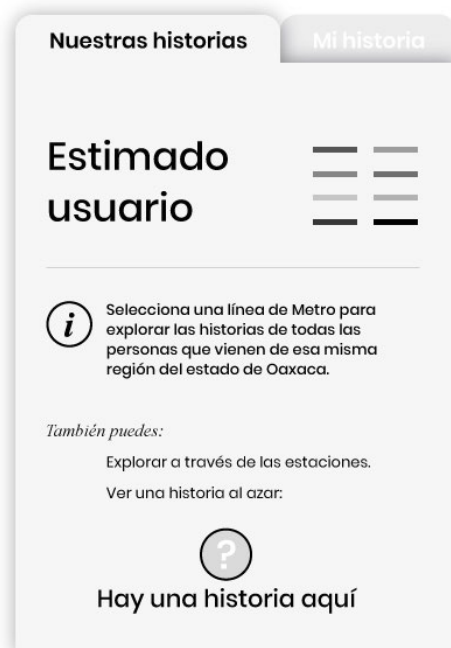 Nuestras historias
Mi historia
Estimado
usuario
i
Selecciona una línea de Metro para
explorar las historias de todas las
personas que vienen de esa misma
región del estado de Oaxaca.
También puedes:
Explorar a través de las estaciones.
Ver una historia al azar:
?
Hay una historia aquí